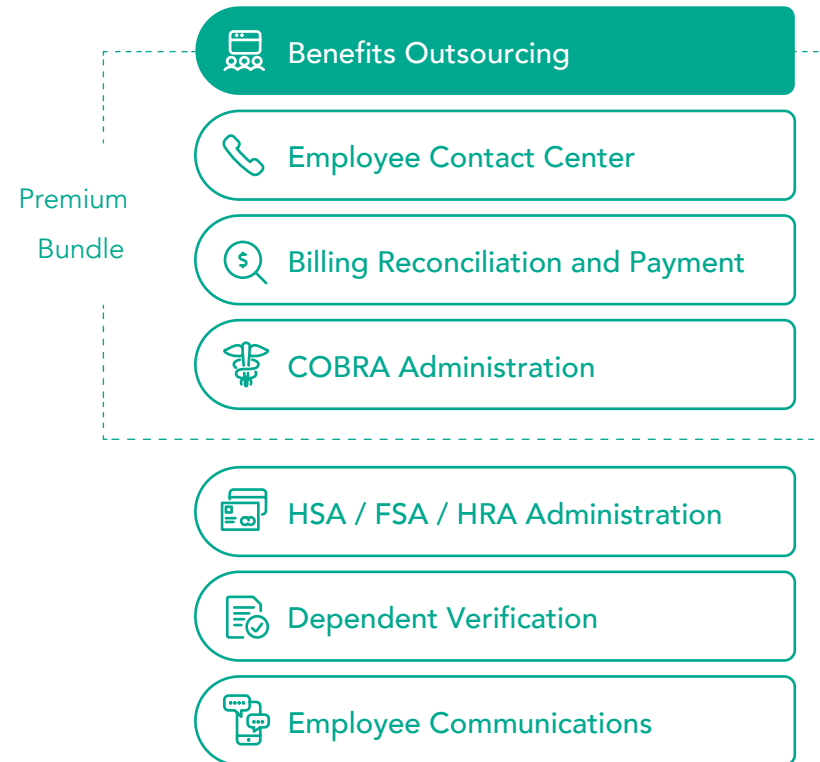 Benefits Outsourcing
Employee Contact Center
Premium
Bundle
Billing Reconciliation and Payment
COBRA Administration
HSA / FSA / HRA Administration
Dependent Verification
Employee Communications